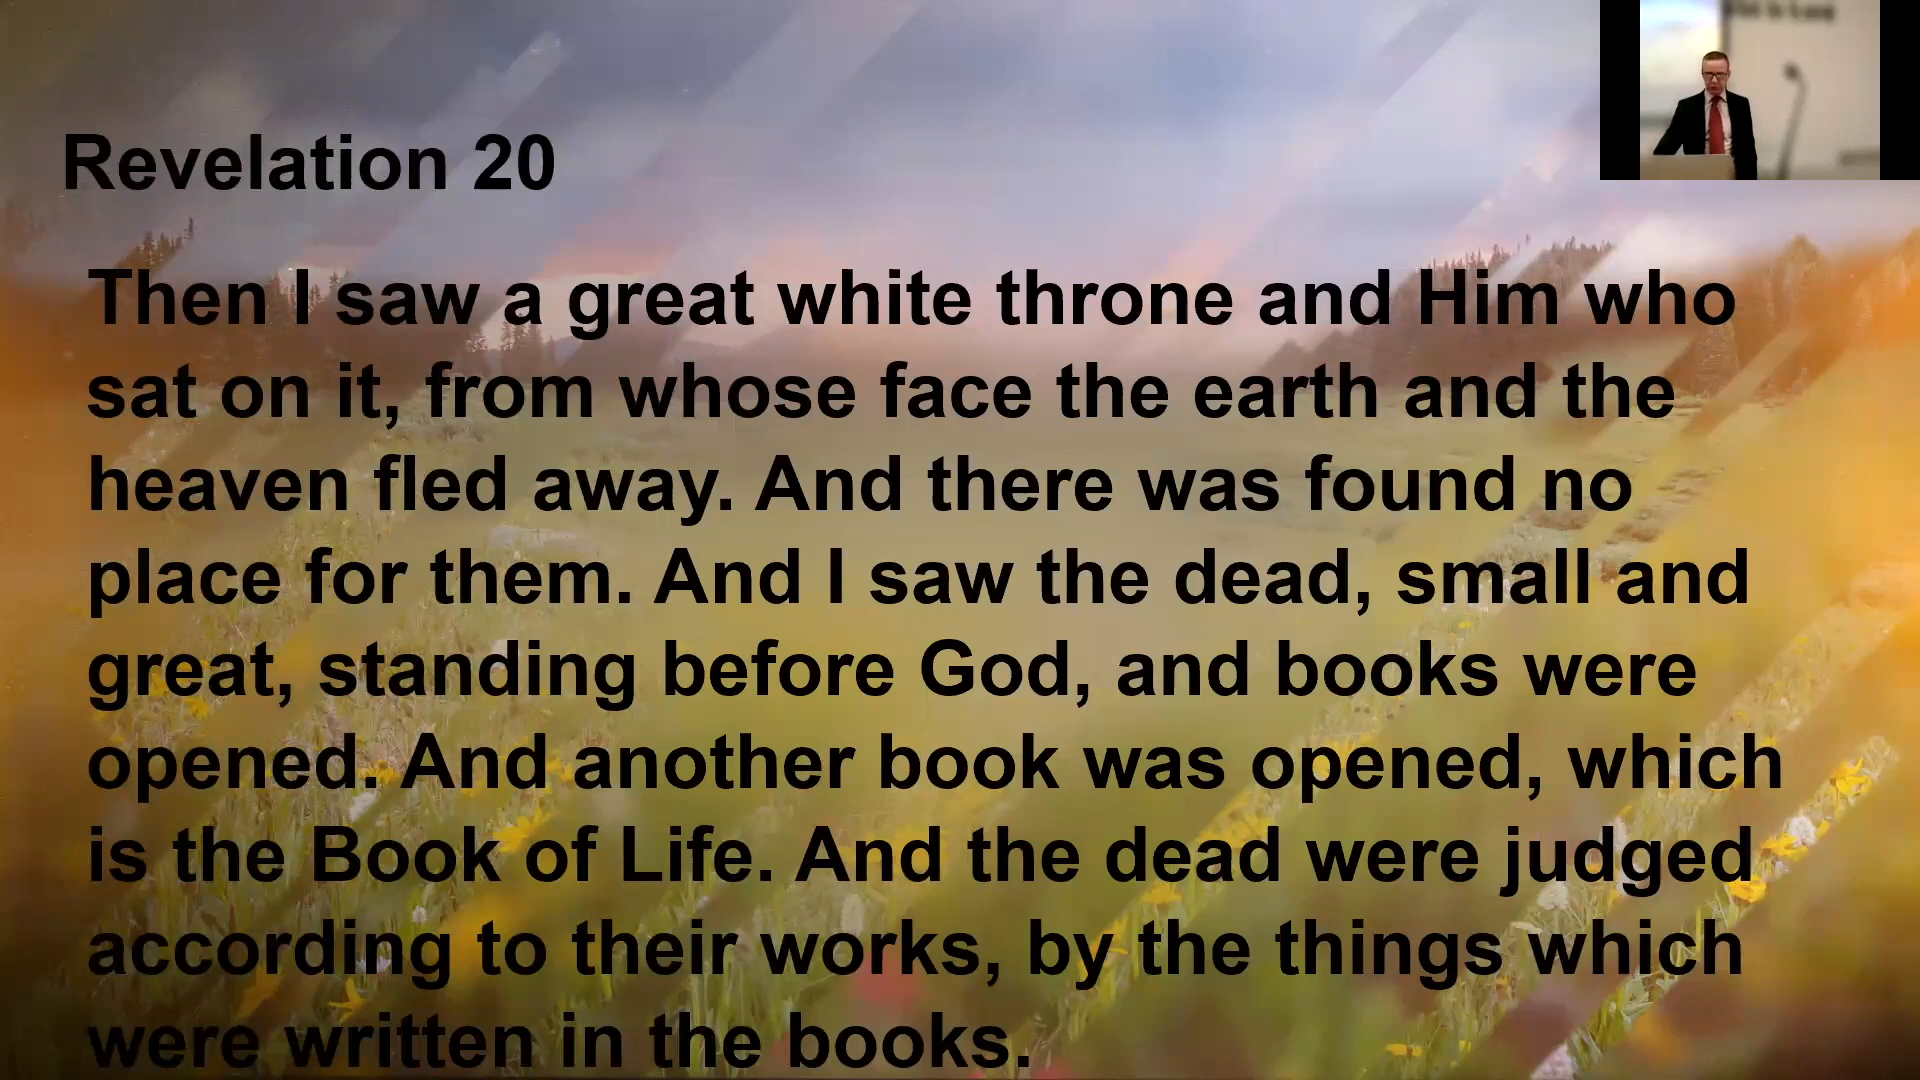 Revelation 20
Then I saw a great white throne and Him who
sat on it, from whose face the earth and the
heaven fled away. And there was found no
place for them. And I saw the dead, small and
great, standing before God, and books were
opened. And another book was opened, which
is the Book of Life. And the dead were judged
according to their works, by the things which
were written in the books.